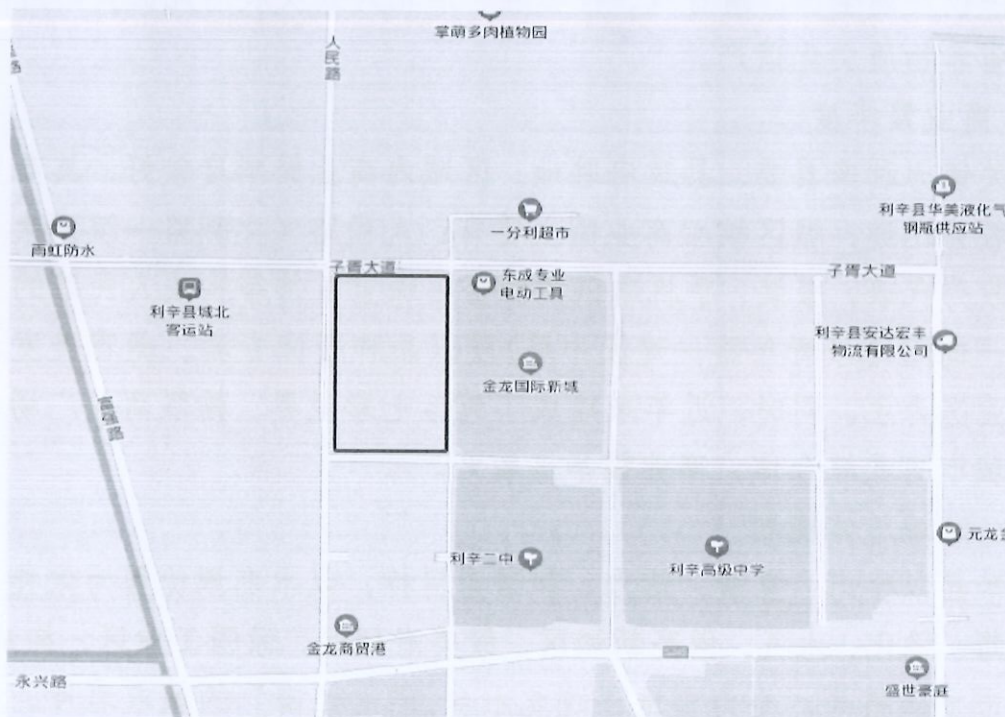 掌萌多肉植物园
人民路
利辛县华美液化气
钢瓶供应站
一分利超市
雨虹防水
子胥大道
子胥大道
东成专业
电动工具
利辛县城北
客运站
利辛县安达宏丰
物流有限公司
金龙国际新城
元龙
利辛二中
利辛高级中学
金龙商贸港
永兴路
盛世豪庭